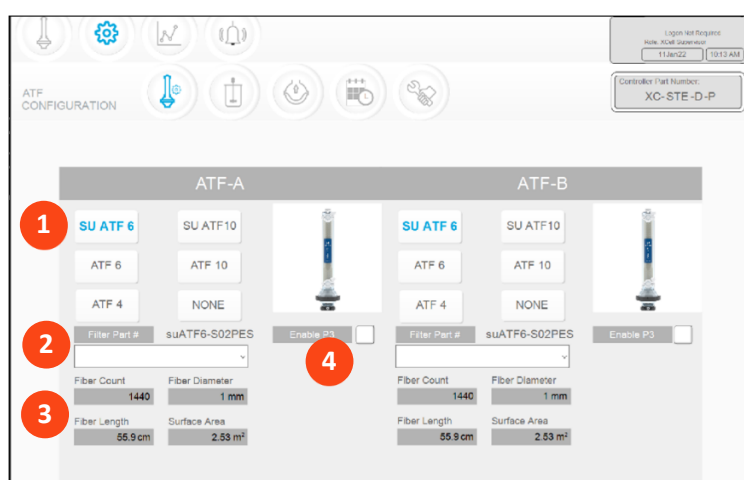 Logon Not Required
Role: XCell Supervisor
11Jan22 10:13 AM
ATF
CONFIGURATION
Controller Part Number:
XC-STE-D-P
ATF-A ATF-B
1 SU ATF 6 SU ATF10 SU ATF 6 SU ATF10
ATF 6 ATF 10 ATF 6 ATF 10
ATF 4 NONE ATF 4 NONE
2 Filter Part # suATF6-S02PES Enable P3 Filter Part # suATF6-S02PES Enable P3
4
Fiber Count Fiber Diameter Fiber Count Fiber Diameter
1440 1 mm 1440 1 mm
3 Fiber Length Surface Area Fiber Length Surface Area
55.9 cm 2.53 m² 55.9 cm 2.53 m²